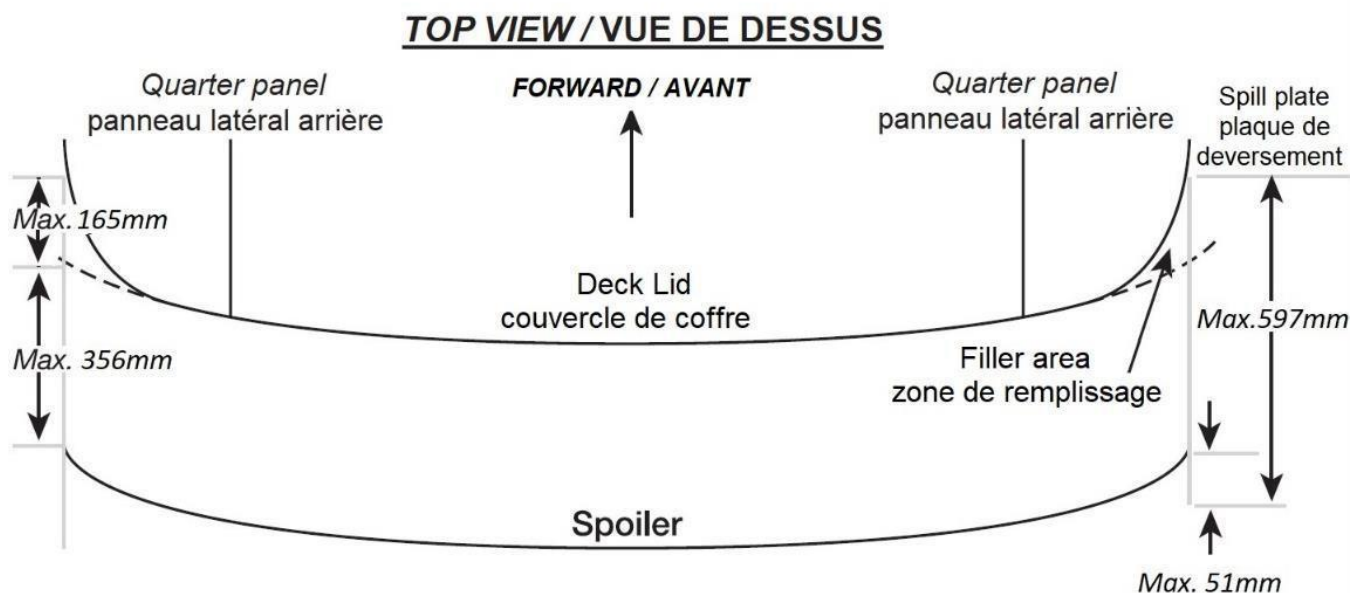 TOP VIEW / VUE DE DESSUS
Quarter panel
panneau latéral arrière
FORWARD / AVANT
Quarter panel
panneau latéral arrière
Spill plate
plaque de
deversement
Max. 165mm
Deck Lid
couvercle de coffre
Max. 356mm
Max.597mm
Filler area
zone de remplissage
Spoiler
Max. 51mm